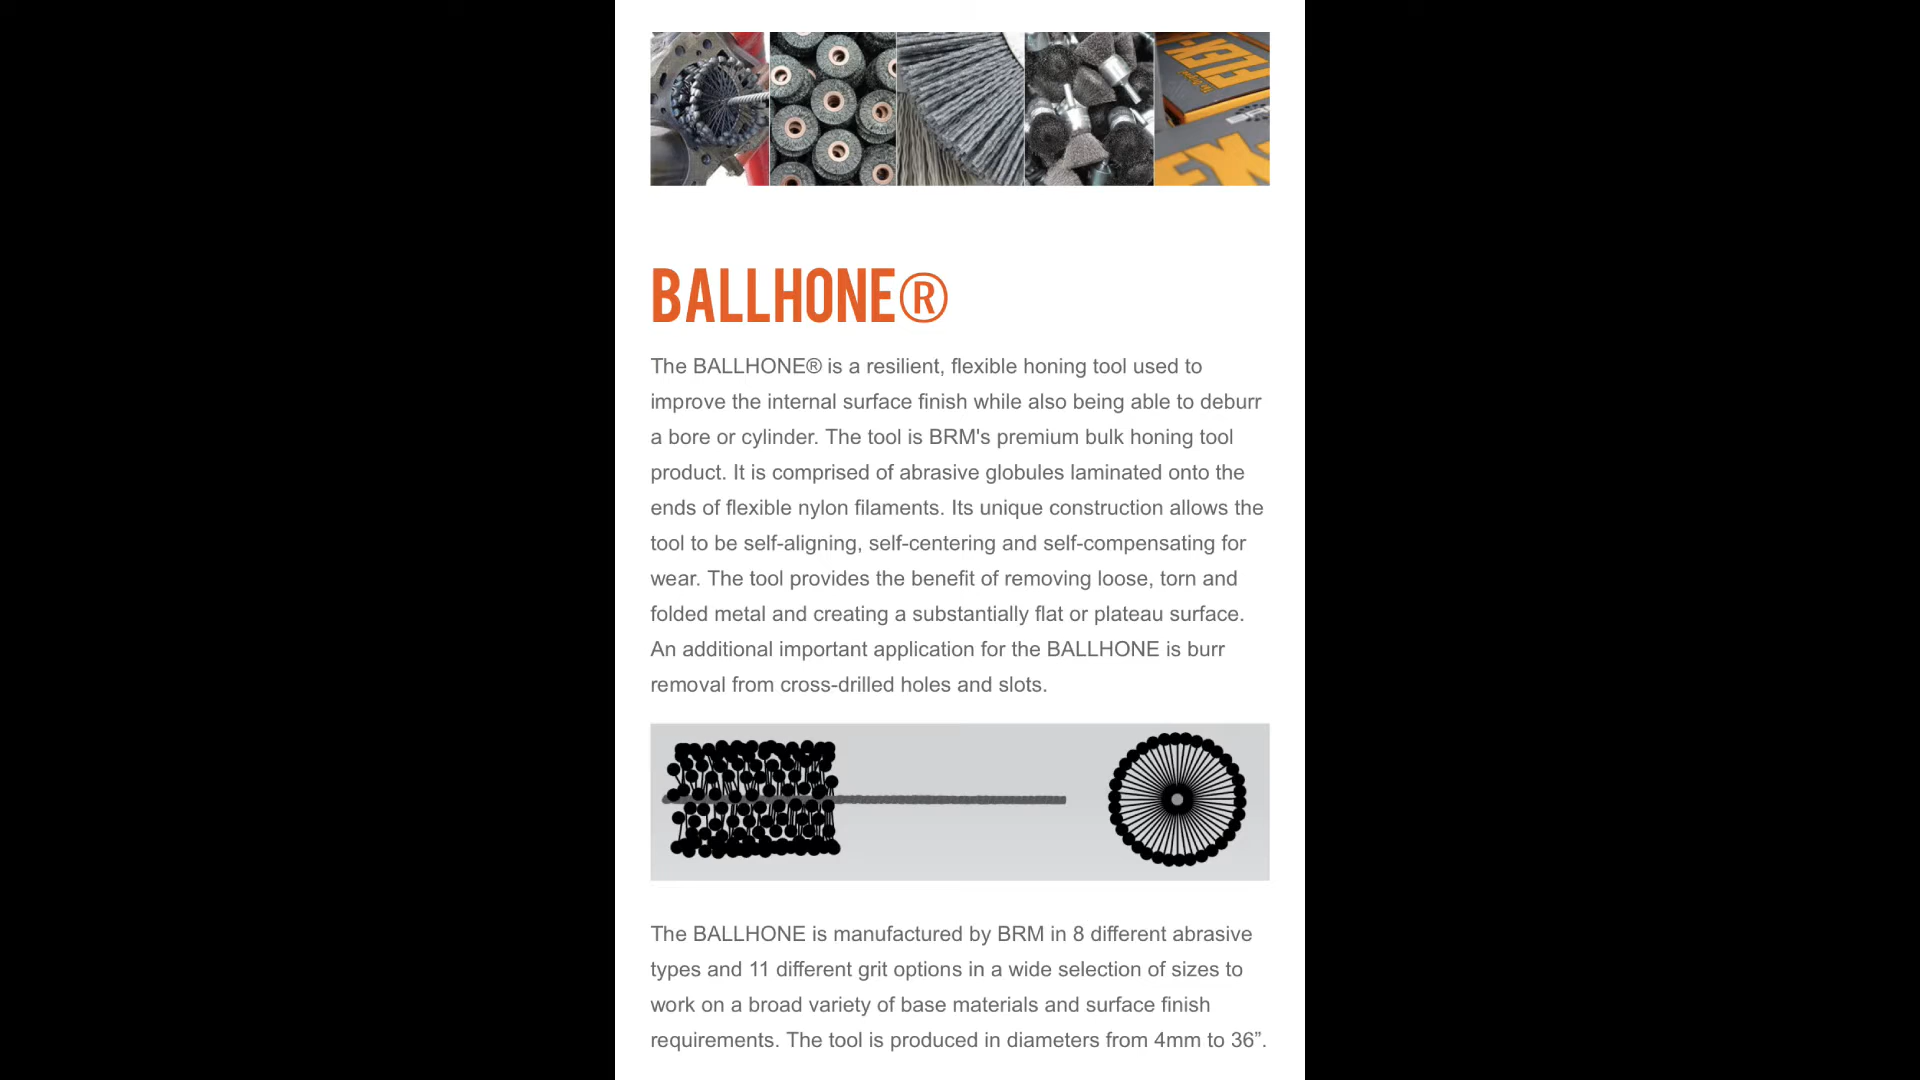 FLEX-
EX-
BALLHONE®
The BALLHONE® is a resilient, flexible honing tool used to
improve the internal surface finish while also being able to deburr
a bore or cylinder. The tool is BRM's premium bulk honing tool
product. It is comprised of abrasive globules laminated onto the
ends of flexible nylon filaments. Its unique construction allows the
tool to be self-aligning, self-centering and self-compensating for
wear. The tool provides the benefit of removing loose, torn and
folded metal and creating a substantially flat or plateau surface.
An additional important application for the BALLHONE is burr
removal from cross-drilled holes and slots.
The BALLHONE is manufactured by BRM in 8 different abrasive
types and 11 different grit options in a wide selection of sizes to
work on a broad variety of base materials and surface finish
requirements. The tool is produced in diameters from 4mm to 36”.